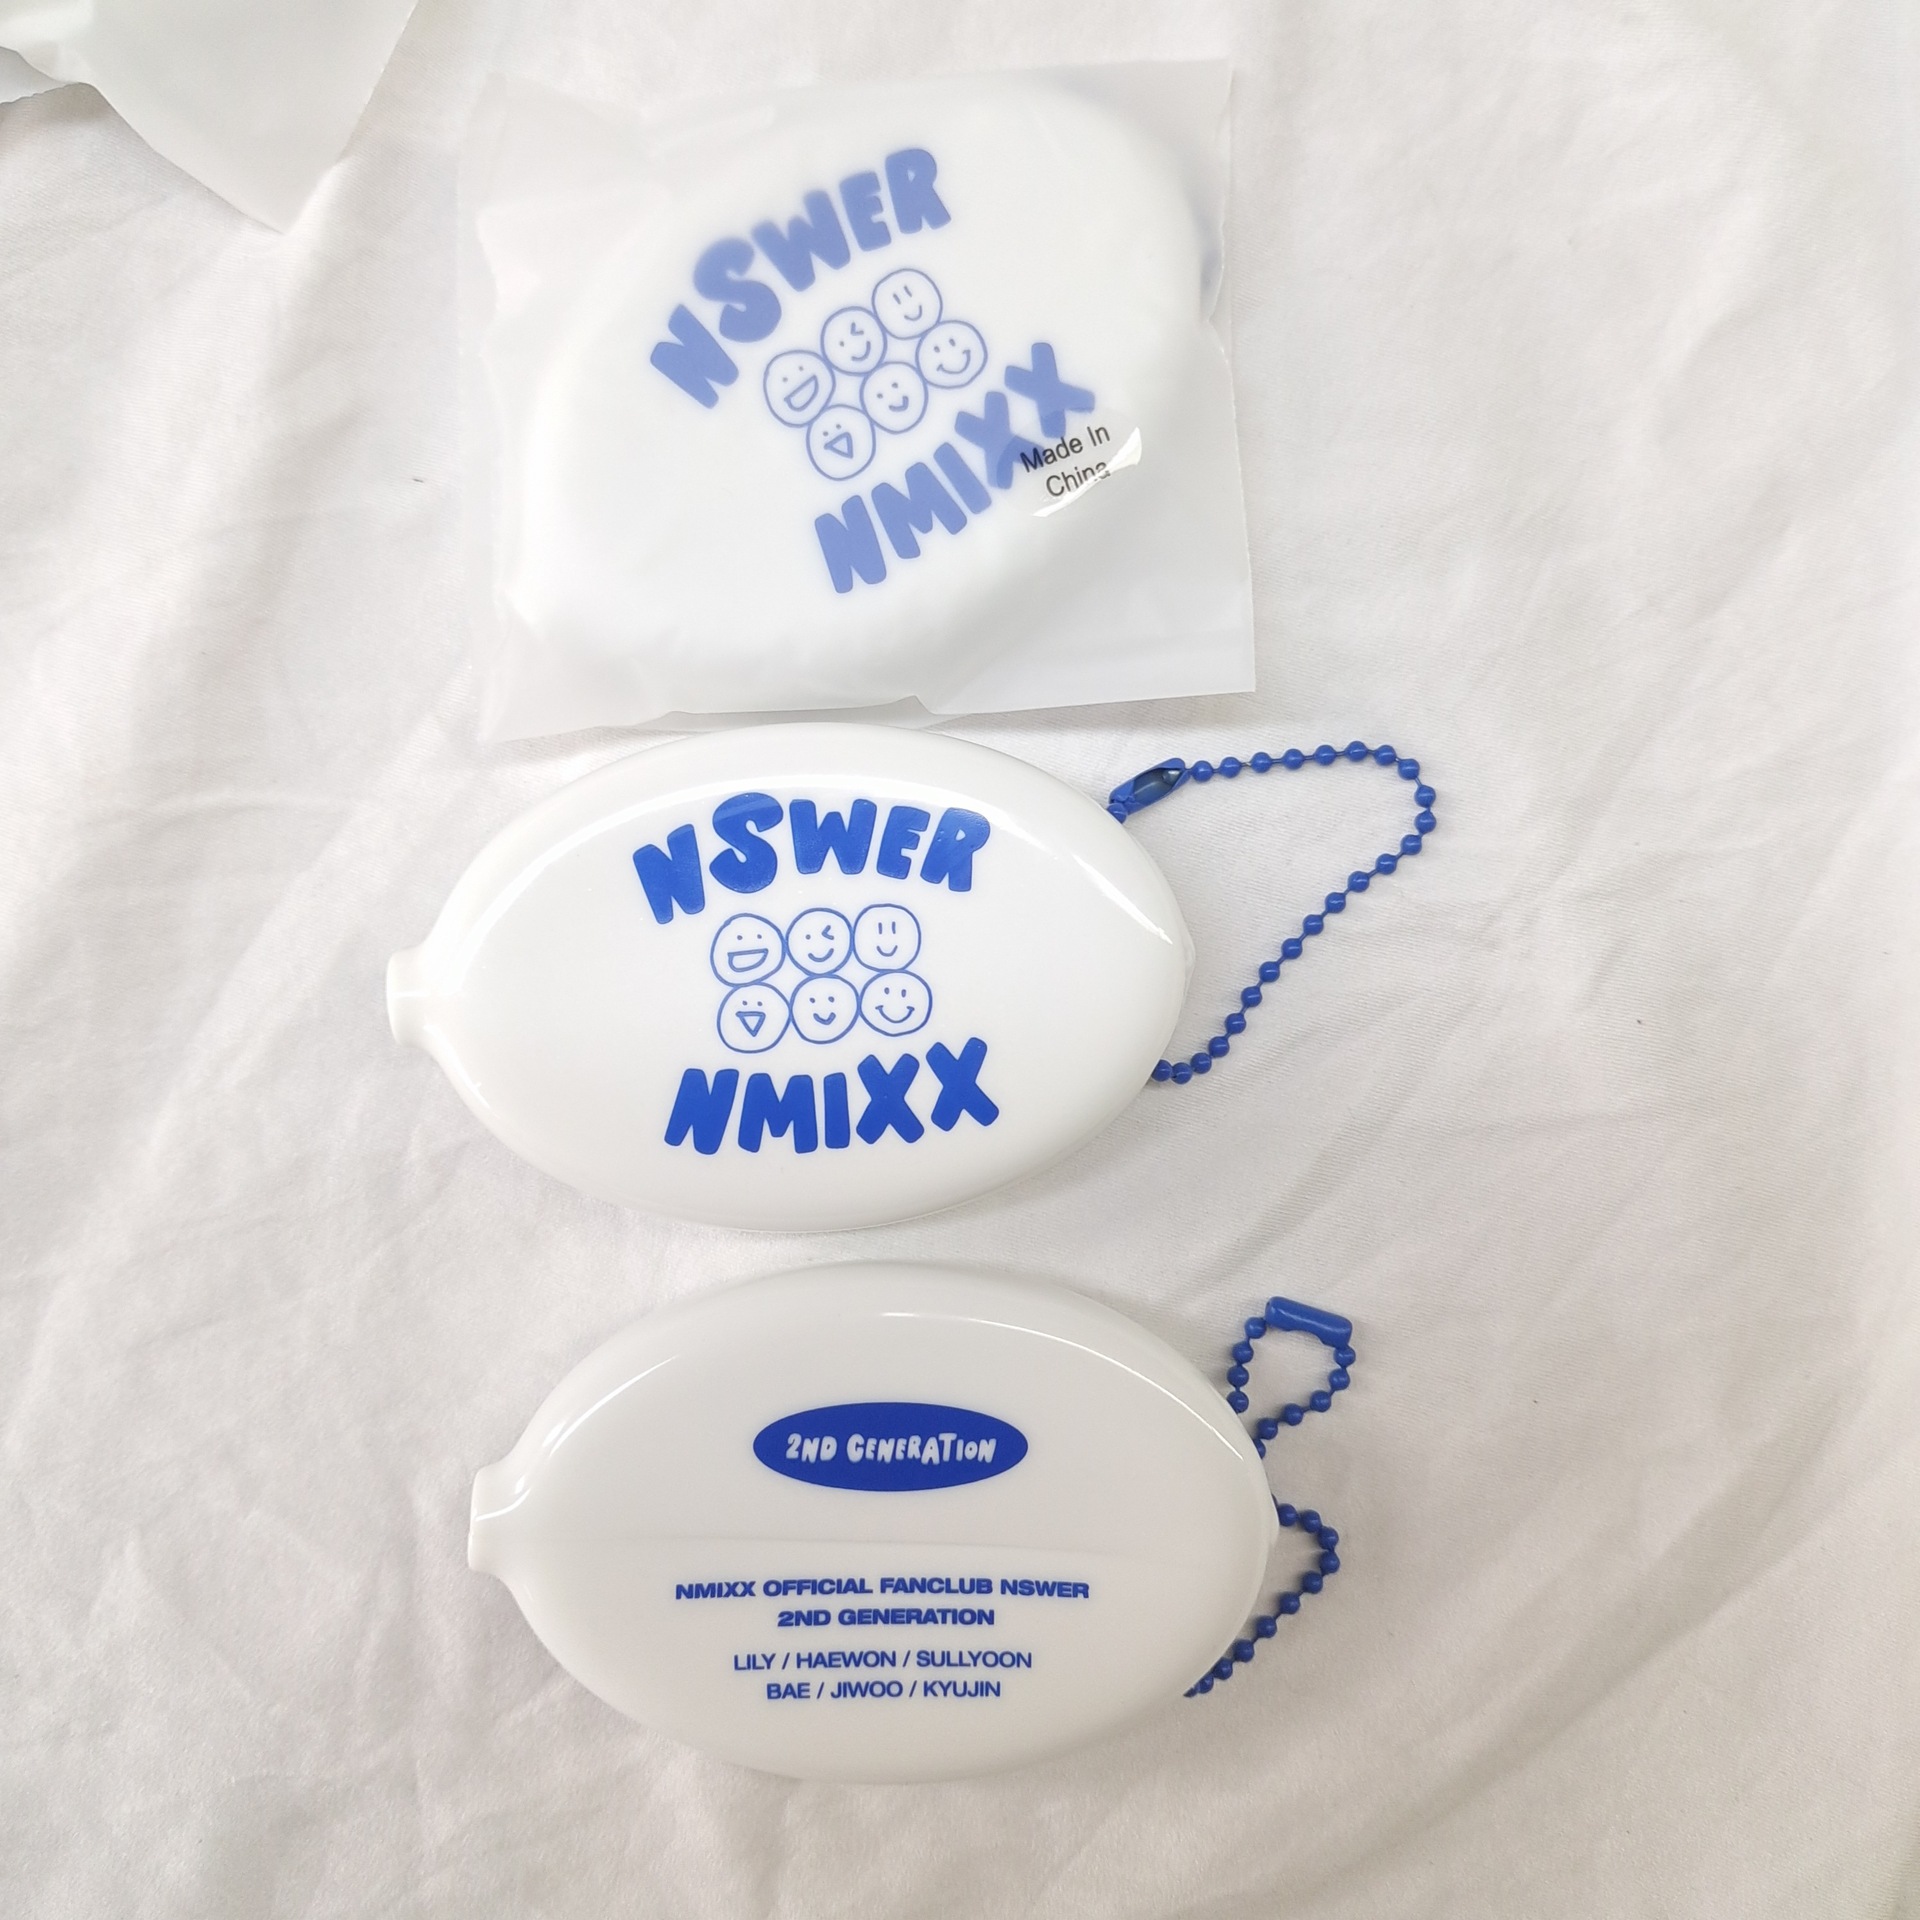 NSWER
NMIXX
Made In
China
NSWER
NMIXX
2ND GENERATION
NMIXX OFFICIAL FANCLUB NSWER
2ND GENERATION
LILY / HAEWON / SULLYOON
BAE / JIWOO / KYUJIN